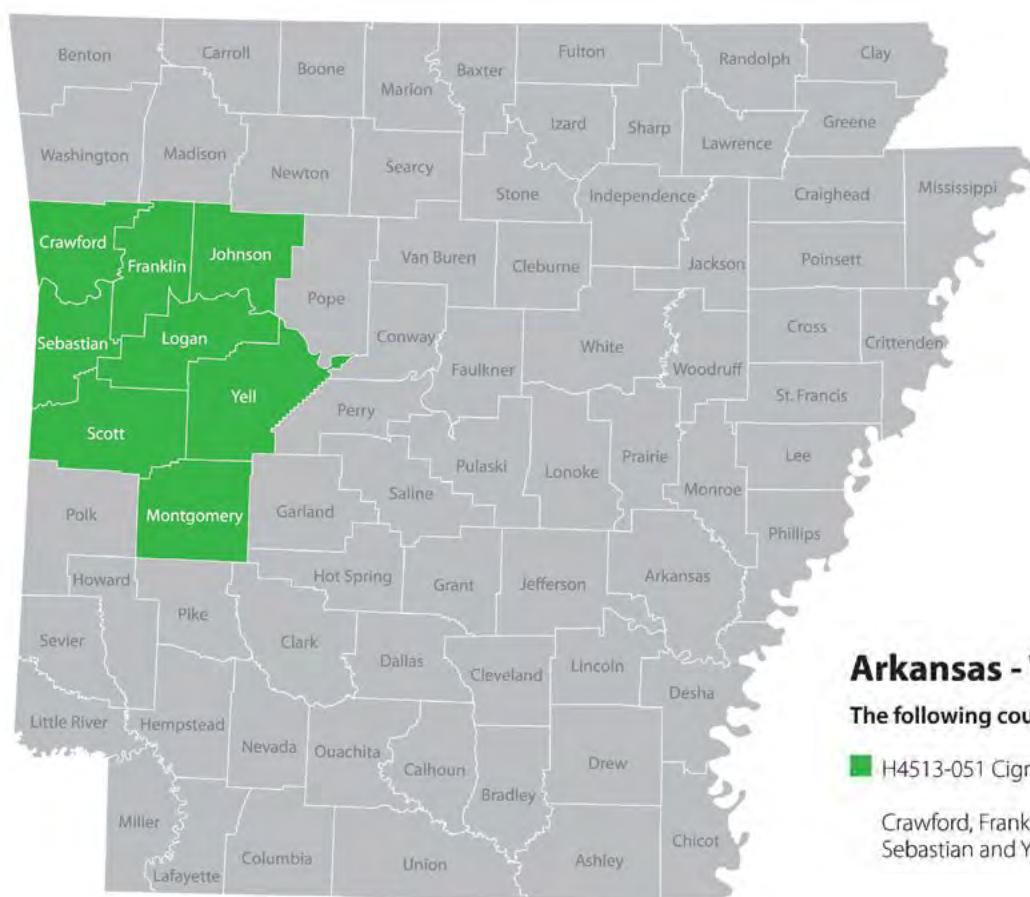 Benton
Carroll
Boone
Marion
Baxter
Fulton
Randolph
Clay
Izard
Sharp
Lawrence
Greene
Washington
Madison
Newton
Searcy
Stone
Independence
Craighead
Mississippi
Crawford
Franklin
Johnson
Pope
Van Buren
Cleburne
Jackson
Poinsett
Sebastian
Logan
Conway
Faulkner
White
Woodruff
Cross
Crittenden
St. Francis
Scott
Yell
Perry
Pulaski
Lonoke
Prairie
Monroe
Lee
Phillips
Polk
Montgomery
Garland
Saline
Hot Spring
Grant
Jefferson
Arkansas
Howard
Pike
Clark
Dallas
Cleveland
Lincoln
Desha
Sevier
Little River
Hempstead
Nevada
Ouachita
Calhoun
Bradley
Drew
Chicot
Miller
Lafayette
Columbia
Union
Ashley
Arkansas -
The following cou
H4513-051 Cigr
Crawford, Frank
Sebastian and Y